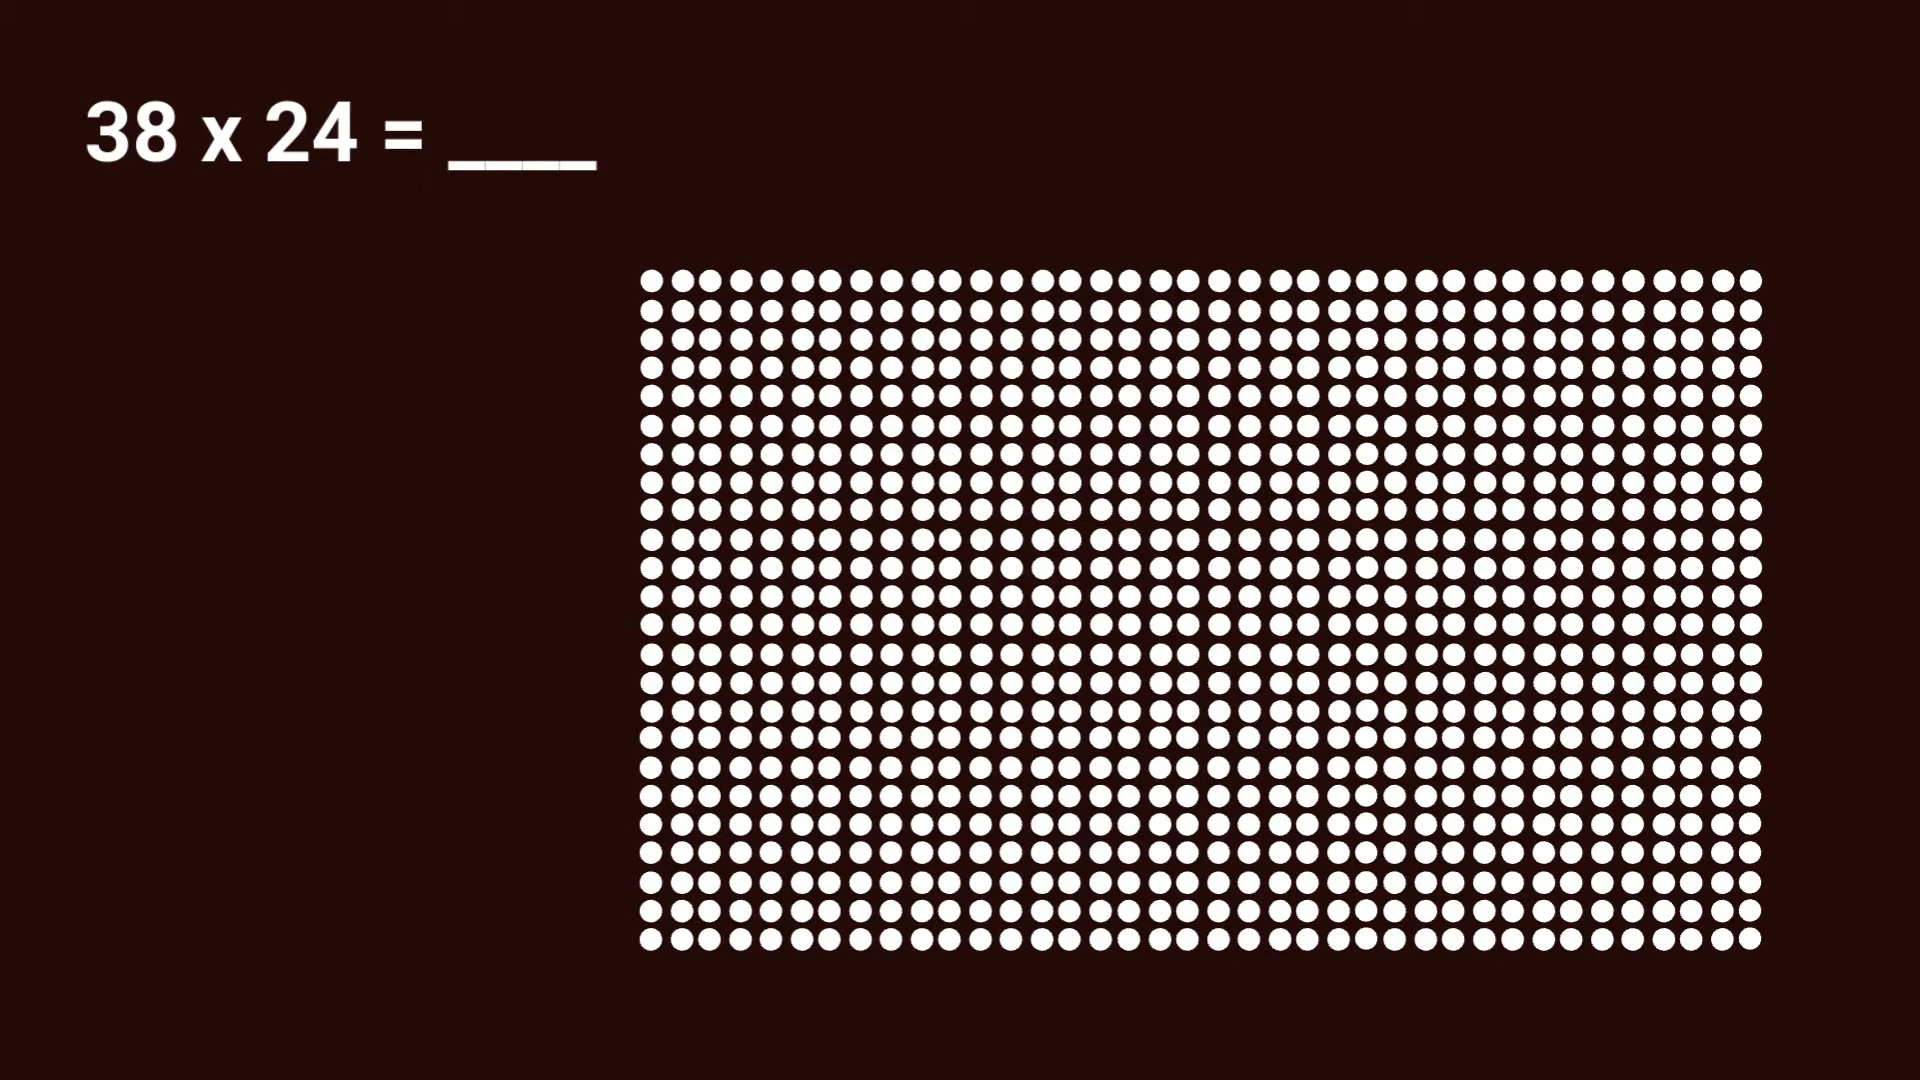 38 x 24 = ____